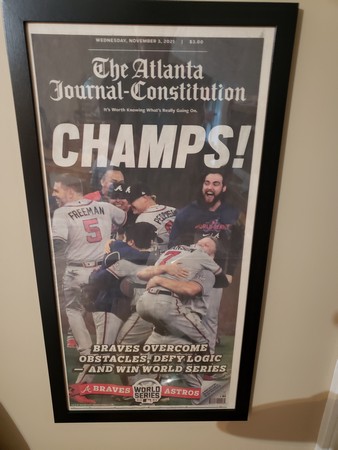 WEDNESDAY, NOVEMBER 3, 2021 | $3.00
The Atlanta
Journal-Constitution
It's Worth Knowing What's Really Going On.
CHAMPS!
FREEMAN
5
7
BRAVES OVERCOME
OBSTACLES, DEFY LOGIC
— AND WIN WORLD SERIES
BRAVES WORLD SERIES ASTROS